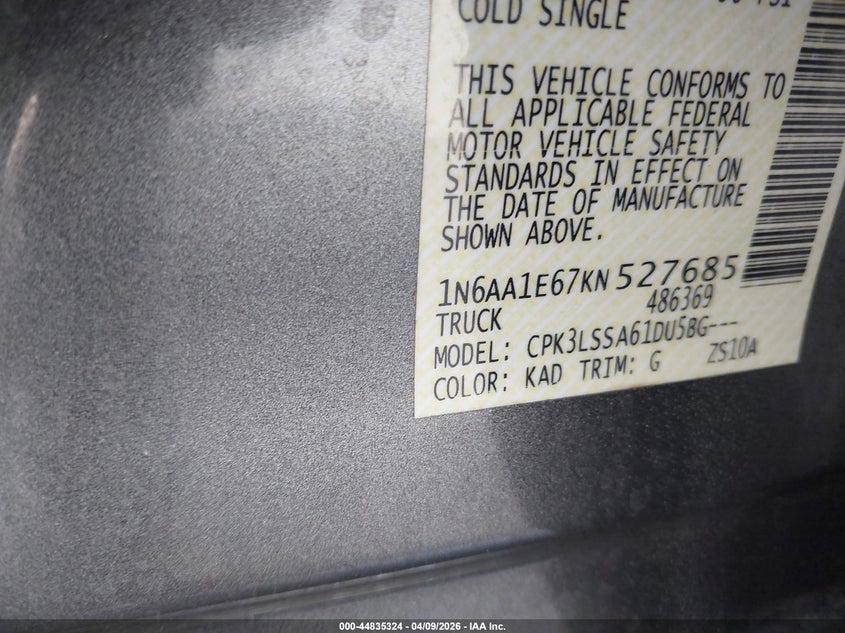 COLD SINGLE
THIS VEHICLE CONFORMS TO
ALL APPLICABLE FEDERAL
MOTOR VEHICLE SAFETY
STANDARDS IN EFFECT ON
THE DATE OF MANUFACTURE
SHOWN ABOVE.
1N6AA1E67KN527685
TRUCK 486369
MODEL: CPK3LSSA61DU5BG---
COLOR: KAD TRIM: G ZS10A
000-44835324 | 04/09/2026 - IAA Inc.